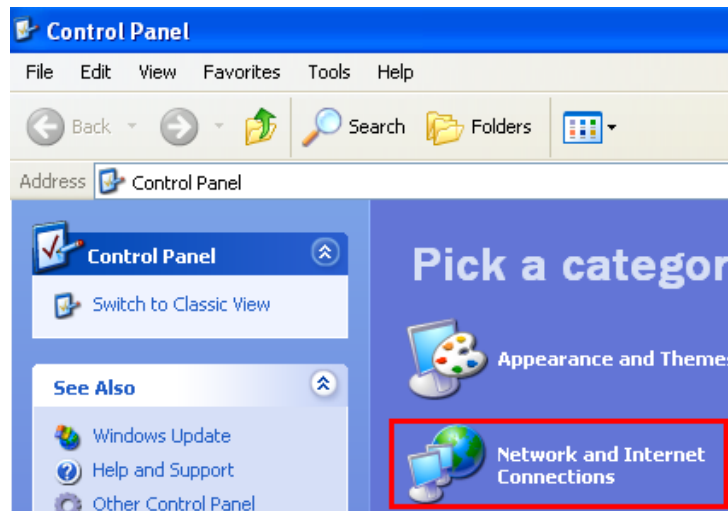 Control Panel
File Edit View Favorites Tools Help
Back Search Folders
Address Control Panel
Control Panel
Switch to Classic View
See Also
Windows Update
Help and Support
Other Control Panel
Pick a categor
Appearance and Themes
Network and Internet
Connections